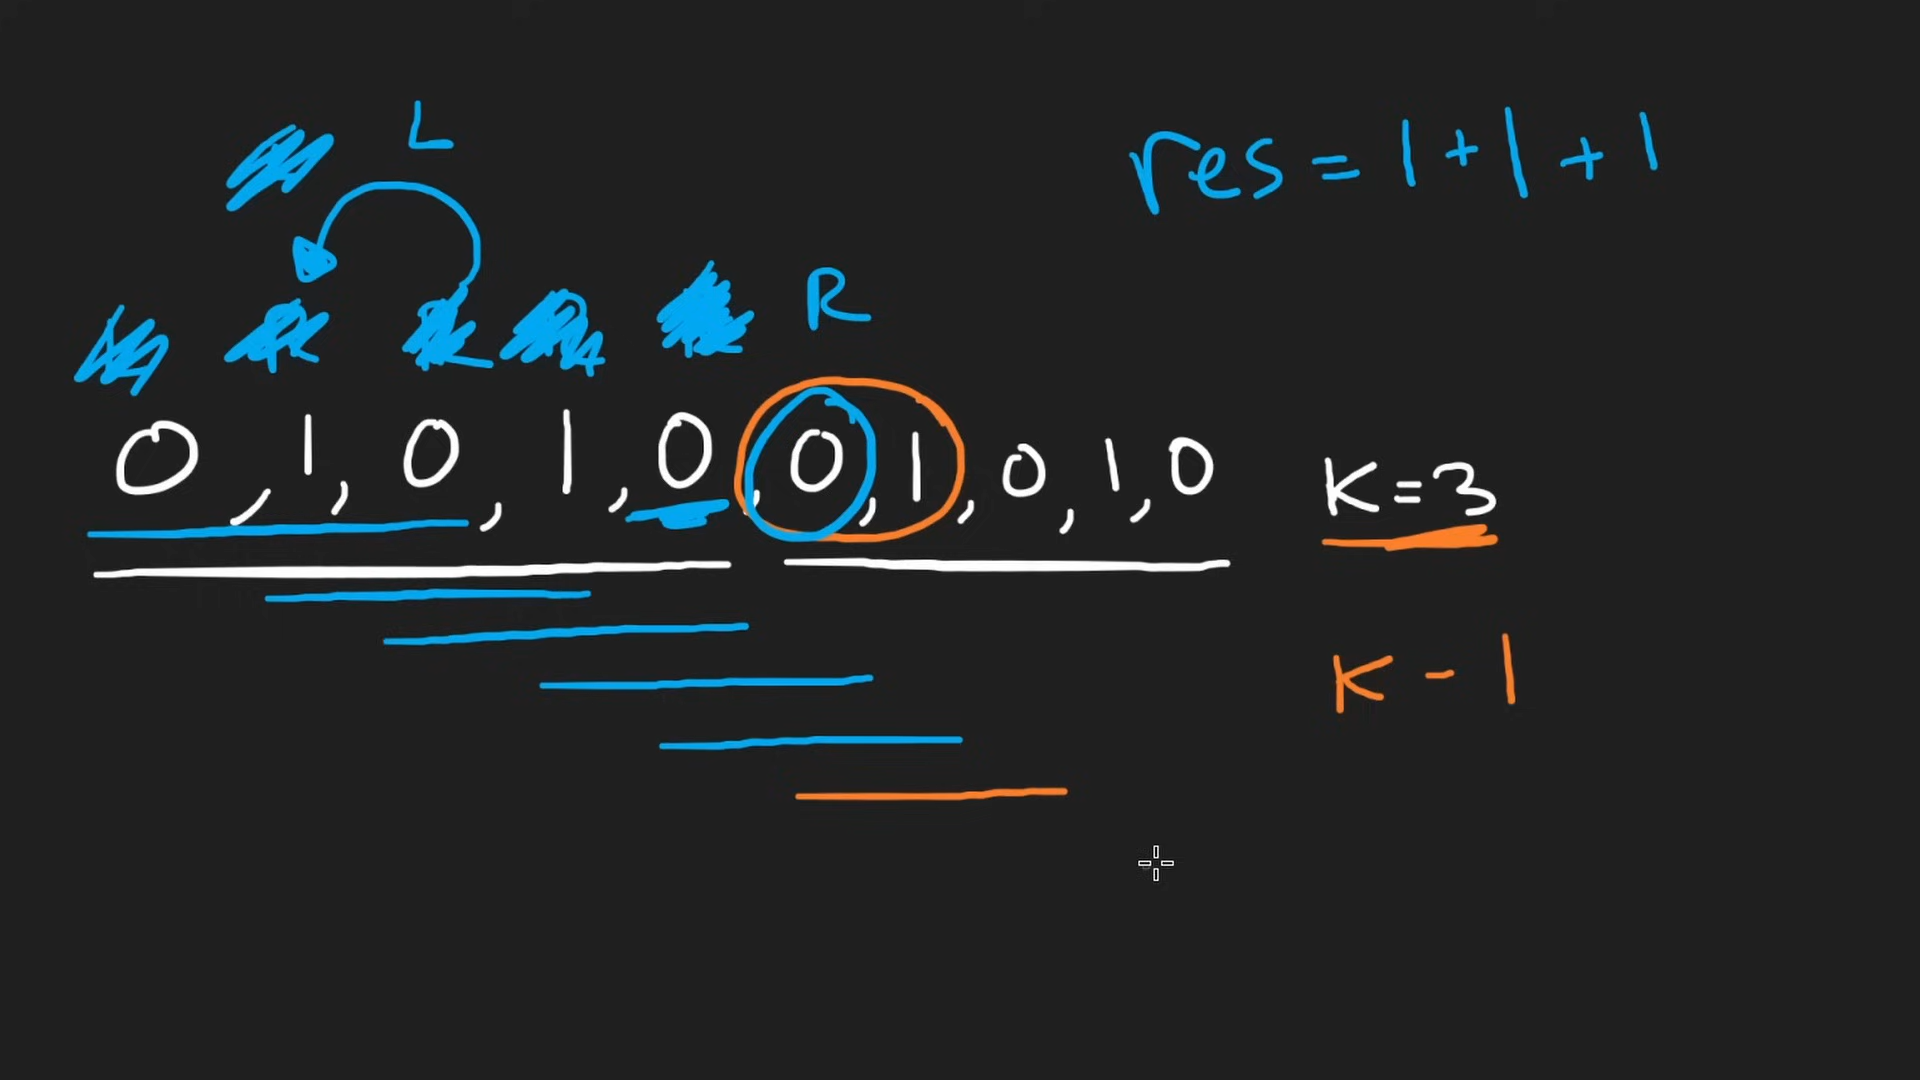 L
res = 1 + 1 + 1
R
0, 1, 0, 1, 0, 0, 1, 0, 1, 0
K=3
K - 1